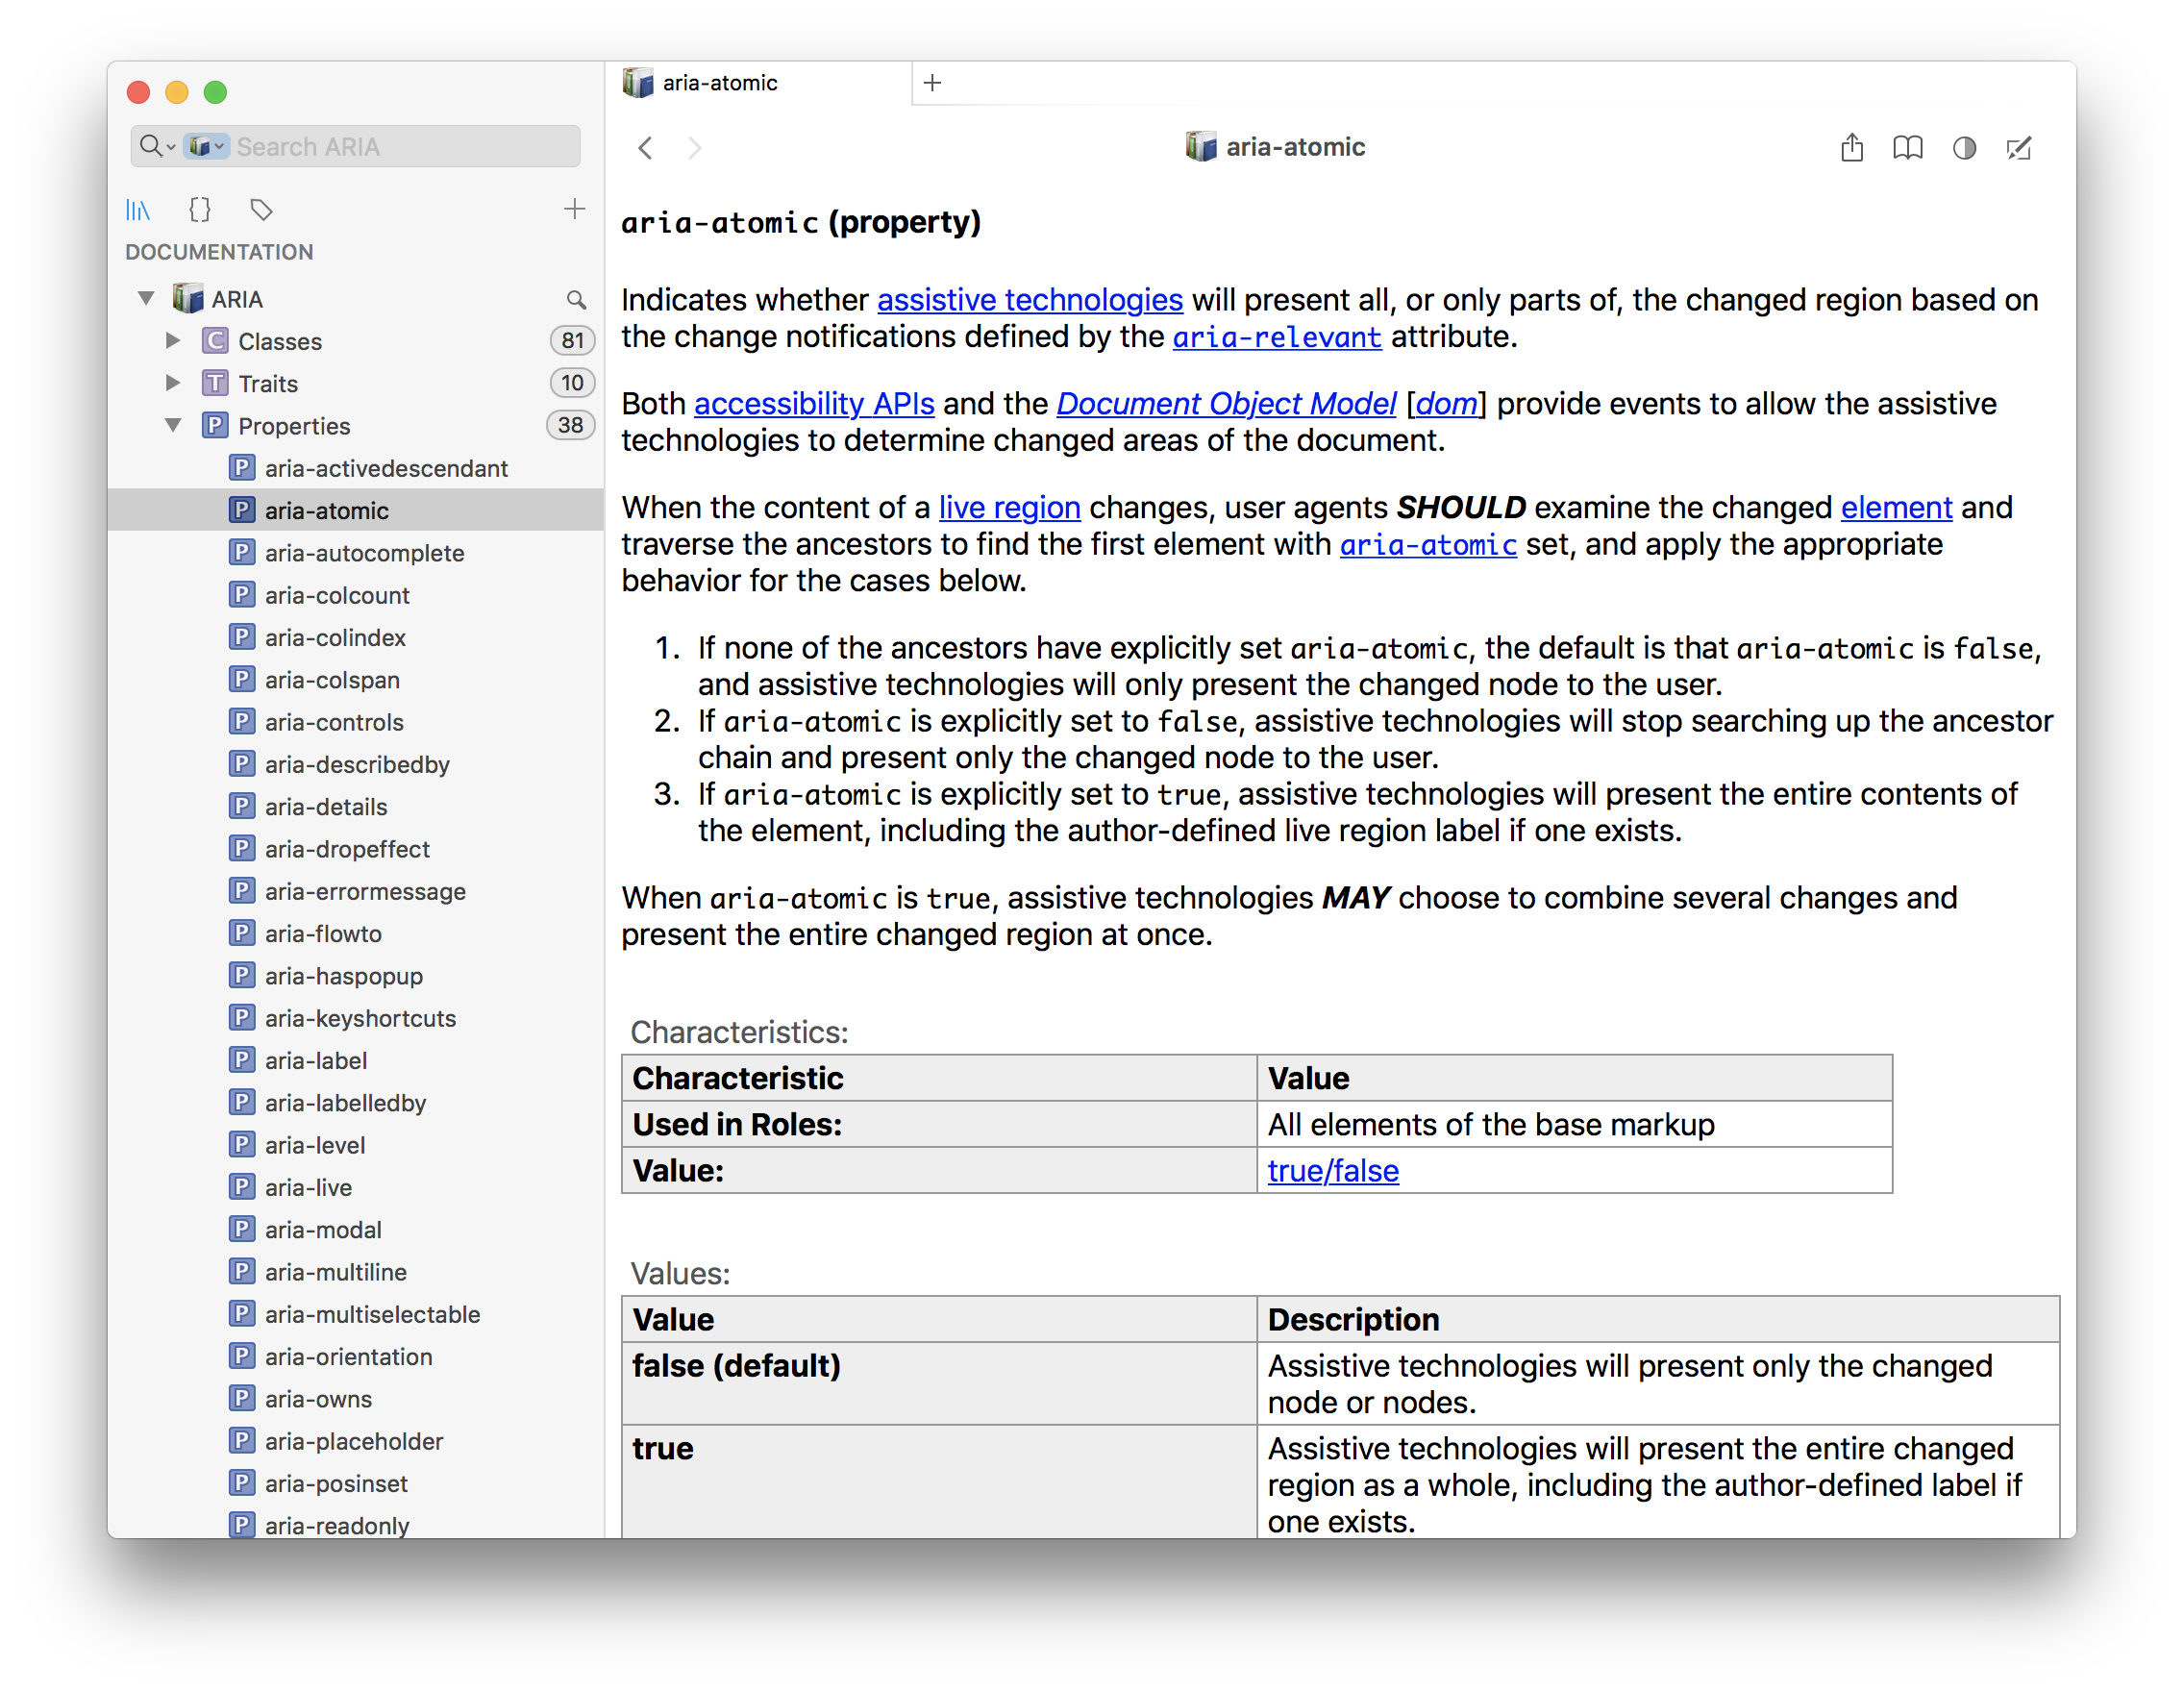 aria-atomic
Search ARIA
aria-atomic
DOCUMENTATION
ARIA
Classes 81
Traits 10
Properties 38
aria-activedescendant
aria-atomic
aria-autocomplete
aria-colcount
aria-colindex
aria-colspan
aria-controls
aria-describedby
aria-details
aria-dropeffect
aria-errormessage
aria-flowto
aria-haspopup
aria-keyshortcuts
aria-label
aria-labelledby
aria-level
aria-live
aria-modal
aria-multiline
aria-multiselectable
aria-orientation
aria-owns
aria-placeholder
aria-posinset
aria-readonly
aria-atomic (property)
Indicates whether assistive technologies will present all, or only parts of, the changed region based on
the change notifications defined by the aria-relevant attribute.
Both accessibility APIs and the Document Object Model [dom] provide events to allow the assistive
technologies to determine changed areas of the document.
When the content of a live region changes, user agents SHOULD examine the changed element and
traverse the ancestors to find the first element with aria-atomic set, and apply the appropriate
behavior for the cases below.
1. If none of the ancestors have explicitly set aria-atomic, the default is that aria-atomic is false,
and assistive technologies will only present the changed node to the user.
2. If aria-atomic is explicitly set to false, assistive technologies will stop searching up the ancestor
chain and present only the changed node to the user.
3. If aria-atomic is explicitly set to true, assistive technologies will present the entire contents of
the element, including the author-defined live region label if one exists.
When aria-atomic is true, assistive technologies MAY choose to combine several changes and
present the entire changed region at once.
Characteristics:
Characteristic Value
Used in Roles: All elements of the base markup
Value: true/false
Values:
Value Description
false (default) Assistive technologies will present only the changed
node or nodes.
true Assistive technologies will present the entire changed
region as a whole, including the author-defined label if
one exists.